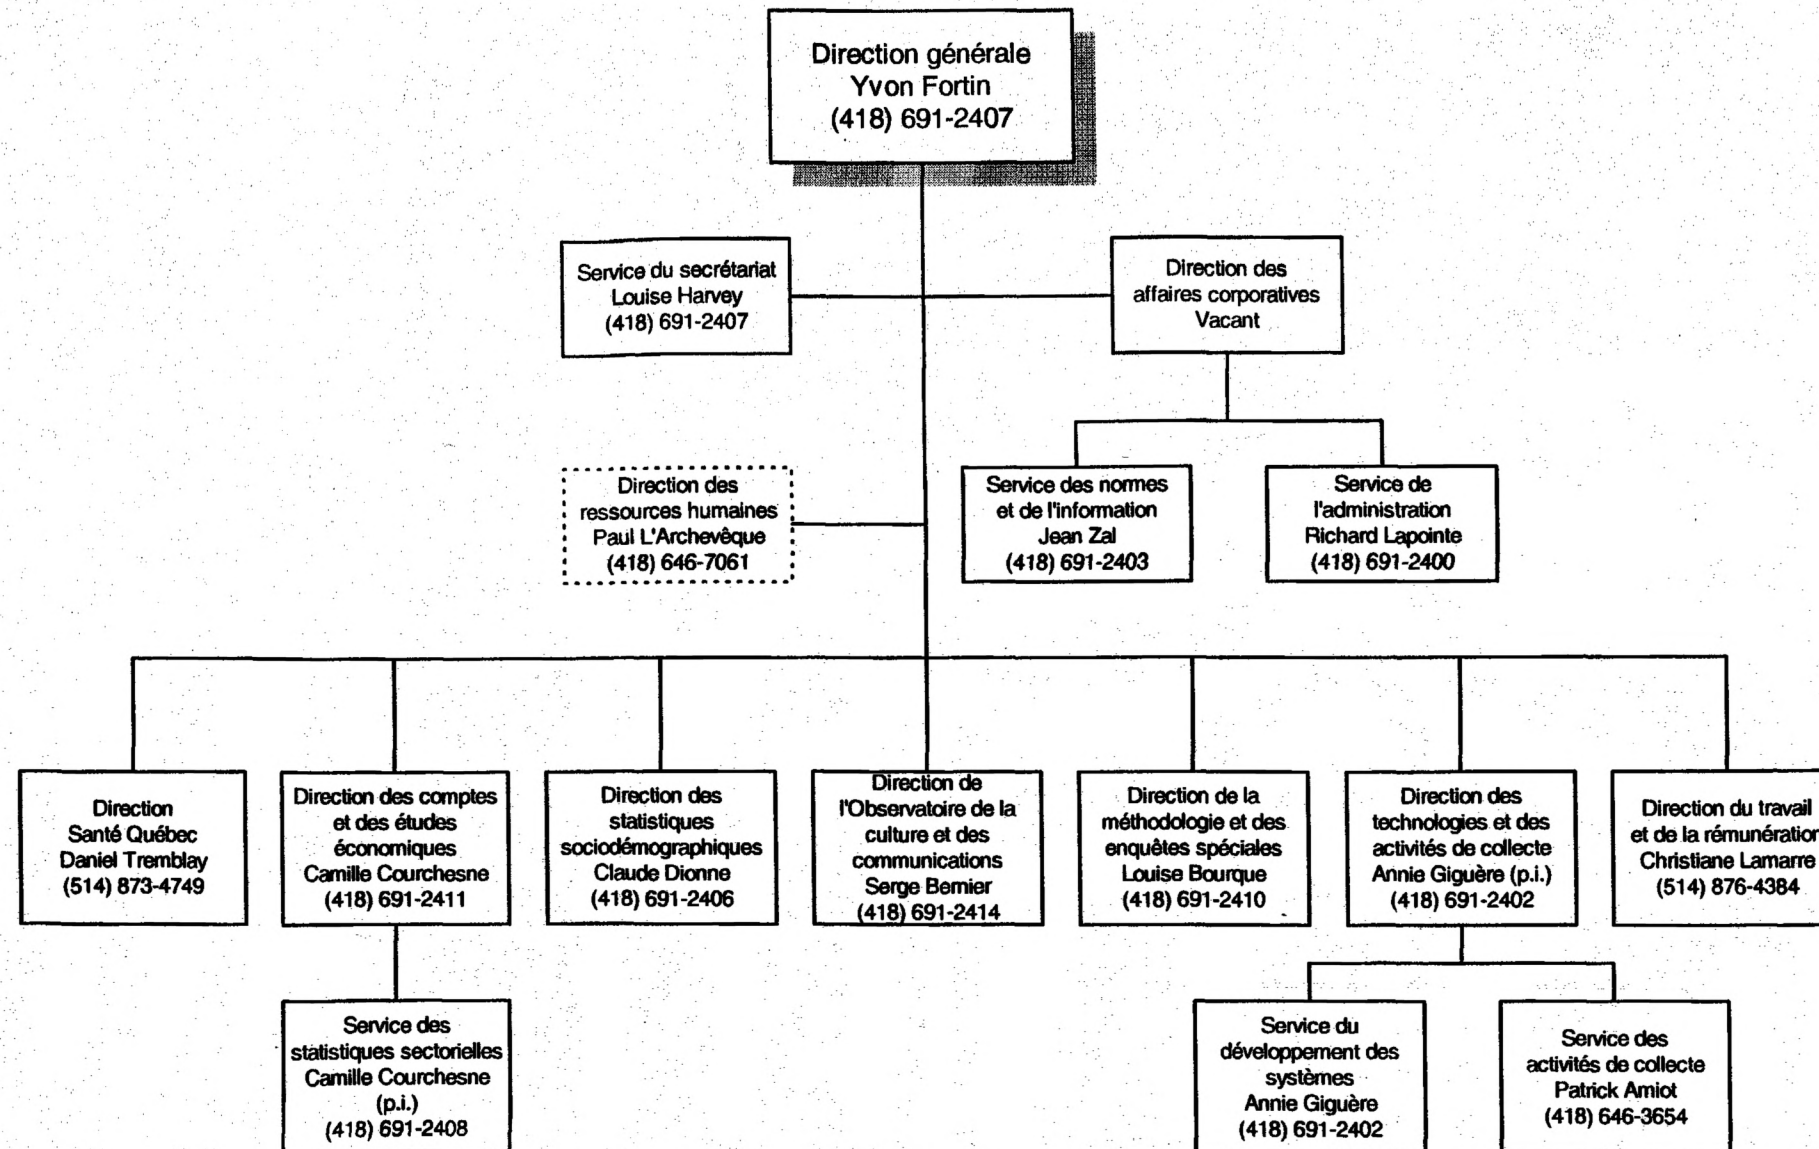 Direction générale
Yvon Fortin
(418) 691-2407
Service du secrétariat
Louise Harvey
(418) 691-2407
Direction des
affaires corporatives
Vacant
Direction des
ressources humaines
Paul L'Archevêque
(418) 646-7061
Service des normes
et de l'information
Jean Zal
(418) 691-2403
Service de
l'administration
Richard Lapointe
(418) 691-2400
Direction
Santé Québec
Daniel Tremblay
(514) 873-4749
Direction des comptes
et des études
économiques
Camille Courchesne
(418) 691-2411
Direction des
statistiques
sociodémographiques
Claude Dionne
(418) 691-2406
Direction de
l'Observatoire de la
culture et des
communications
Serge Bernier
(418) 691-2414
Direction de la
méthodologie et des
enquêtes spéciales
Louise Bourque
(418) 691-2410
Direction des
technologies et des
activités de collecte
Annie Giguère (p.i.)
(418) 691-2402
Direction du travail
et de la rémunération
Christiane Lamarre
(514) 876-4384
Service des
statistiques sectorielles
Camille Courchesne
(p.i.)
(418) 691-2408
Service du
développement des
systèmes
Annie Giguère
(418) 691-2402
Service des
activités de collecte
Patrick Amiot
(418) 646-3654